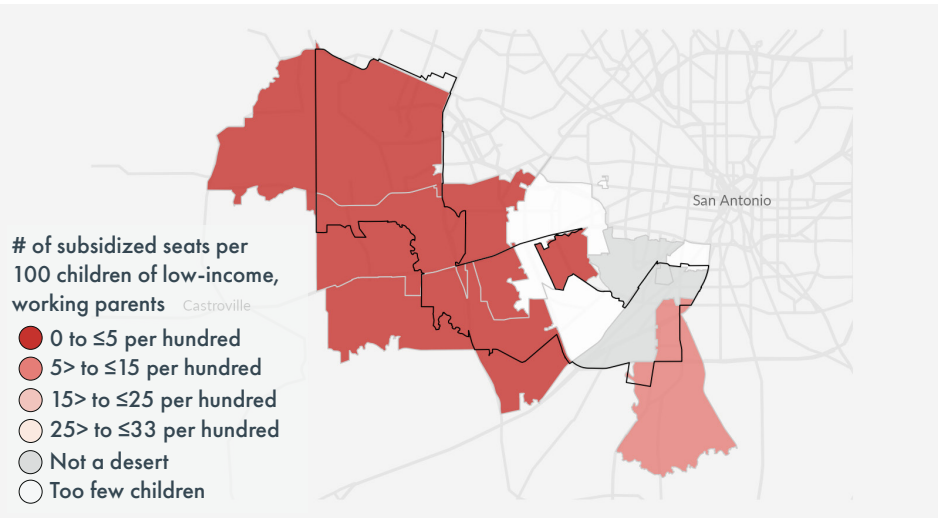 San Antonio
# of subsidized seats per
100 children of low-income,
working parents
Castroville
0 to ≤5 per hundred
5> to ≤15 per hundred
15> to ≤25 per hundred
25> to ≤33 per hundred
Not a desert
Too few children